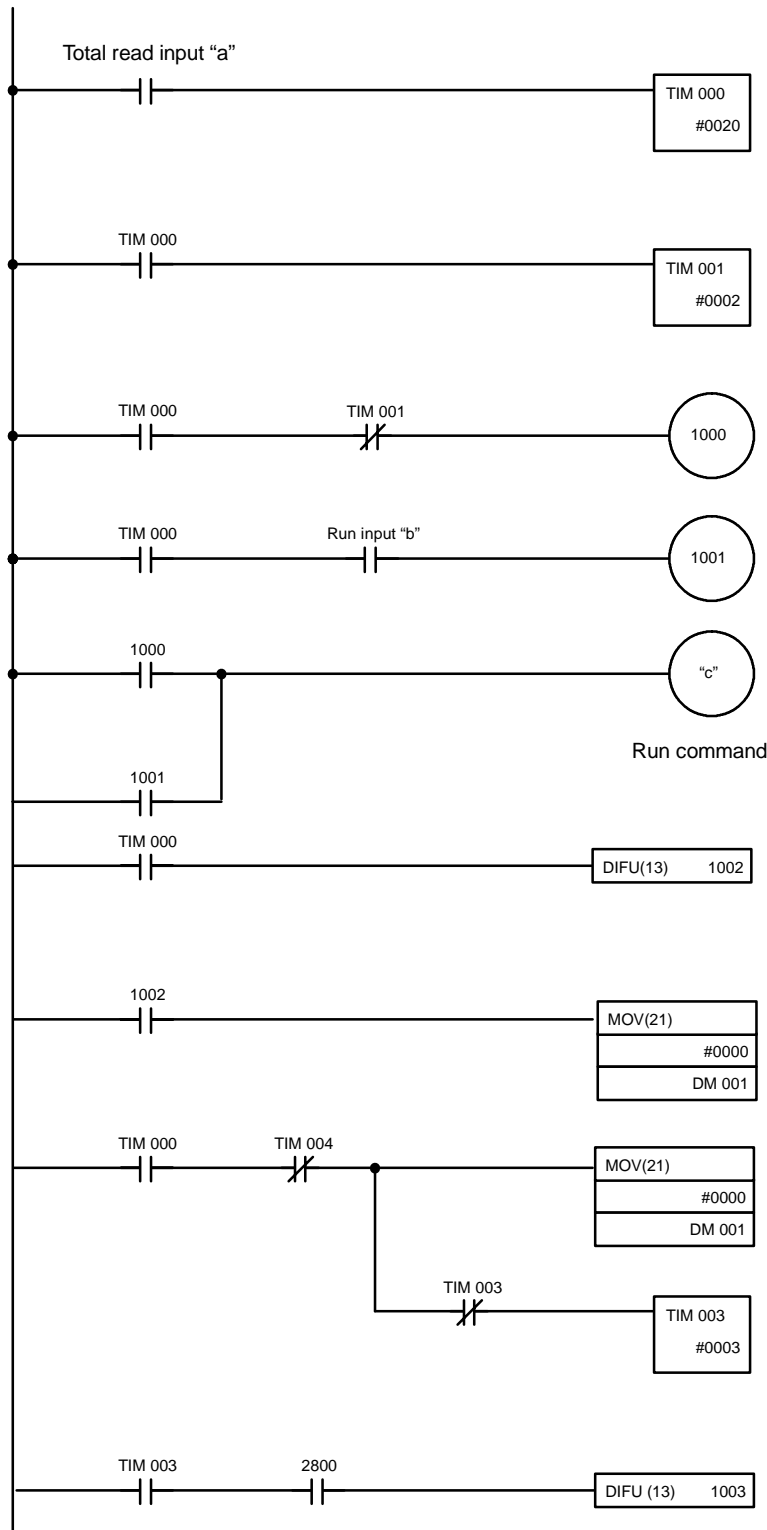 Total read input “a”
TIM 000
#0020
TIM 000
TIM 001
#0002
TIM 000
TIM 001
1000
TIM 000
Run input “b”
1001
1000
“c”
Run command
1001
TIM 000
DIFU(13) 1002
1002
MOV(21)
#0000
DM 001
TIM 000
TIM 004
MOV(21)
#0000
DM 001
TIM 003
TIM 003
#0003
TIM 003
2800
DIFU (13) 1003